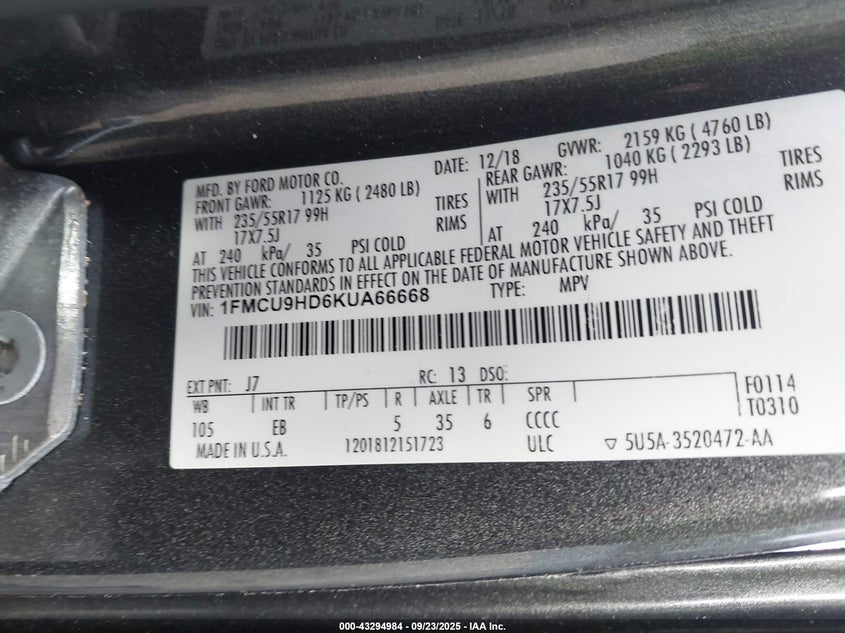 MFD. BY FORD MOTOR CO. DATE: 12/18 GVWR: 2159 KG ( 4760 LB)
FRONT GAWR: 1125 KG ( 2480 LB) REAR GAWR: 1040 KG ( 2293 LB)
WITH 235/55R17 99H TIRES WITH 235/55R17 99H TIRES
17X7.5J RIMS 17X7.5J RIMS
AT 240 kPa/ 35 PSI COLD AT 240 kPa/ 35 PSI COLD
THIS VEHICLE CONFORMS TO ALL APPLICABLE FEDERAL MOTOR VEHICLE SAFETY AND THEFT
PREVENTION STANDARDS IN EFFECT ON THE DATE OF MANUFACTURE SHOWN ABOVE.
VIN: 1FMCU9HD6KUA66668 TYPE: MPV
EXT PNT: J7 RC: 13 DSO:
WB INT TR TP/PS R AXLE TR SPR F0114
105 EB 5 35 6 CCCC T0310
MADE IN U.S.A. 1201812151723 ULC ▽ 5U5A-3520472-AA
000-43294984 - 09/23/2025 - IAA Inc.